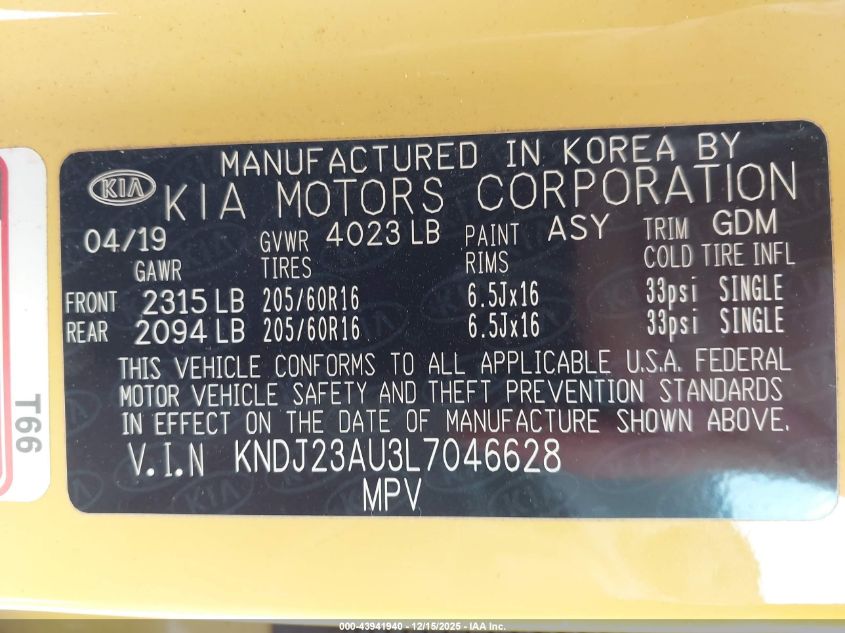 MANUFACTURED IN KOREA BY
KIA KIA MOTORS CORPORATION
04/19 GVWR 4023 LB PAINT ASY TRIM GDM
GAWR TIRES RIMS COLD TIRE INFL
FRONT 2315 LB 205/60R16 6.5Jx16 33psi SINGLE
REAR 2094 LB 205/60R16 6.5Jx16 33psi SINGLE
THIS VEHICLE CONFORMS TO ALL APPLICABLE U.S.A. FEDERAL
MOTOR VEHICLE SAFETY AND THEFT PREVENTION STANDARDS
IN EFFECT ON THE DATE OF MANUFACTURE SHOWN ABOVE.
V.I.N KNDJ23AU3L7046628
MPV
T66
000-43941940 - 12/15/2025 - IAA Inc.